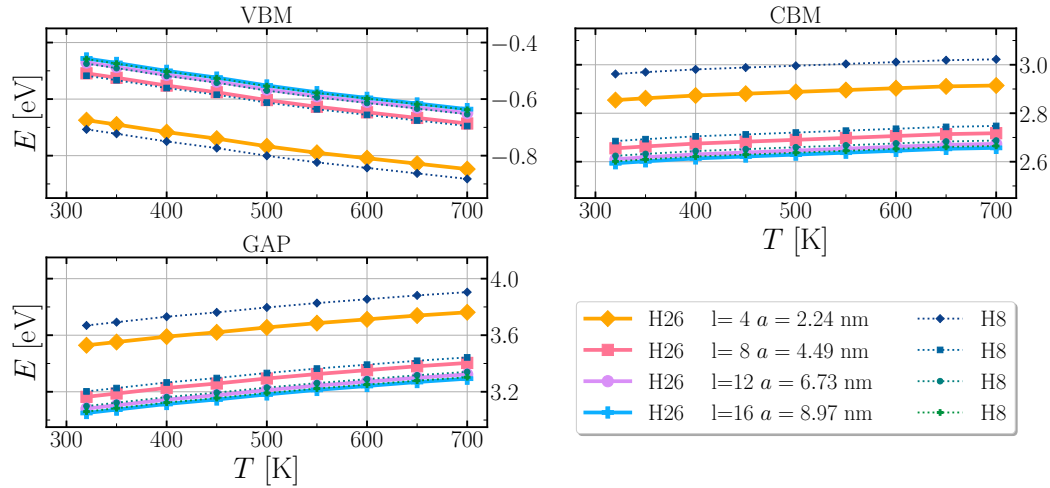 VBM
E [eV]
−0.4
−0.6
−0.8
300 400 500 600 700
CBM
3.0
2.8
2.6
300 400 500 600 700
T [K]
GAP
E [eV]
4.0
3.6
3.2
300 400 500 600 700
T [K]
H26 l= 4 a = 2.24 nm H8
H26 l= 8 a = 4.49 nm H8
H26 l=12 a = 6.73 nm H8
H26 l=16 a = 8.97 nm H8